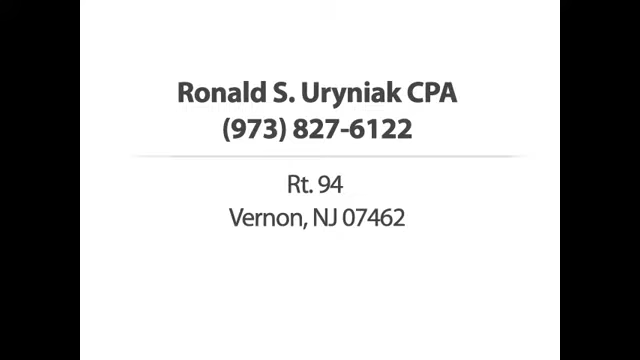 Ronald S. Uryniak CPA
(973) 827-6122
Rt. 94
Vernon, NJ 07462